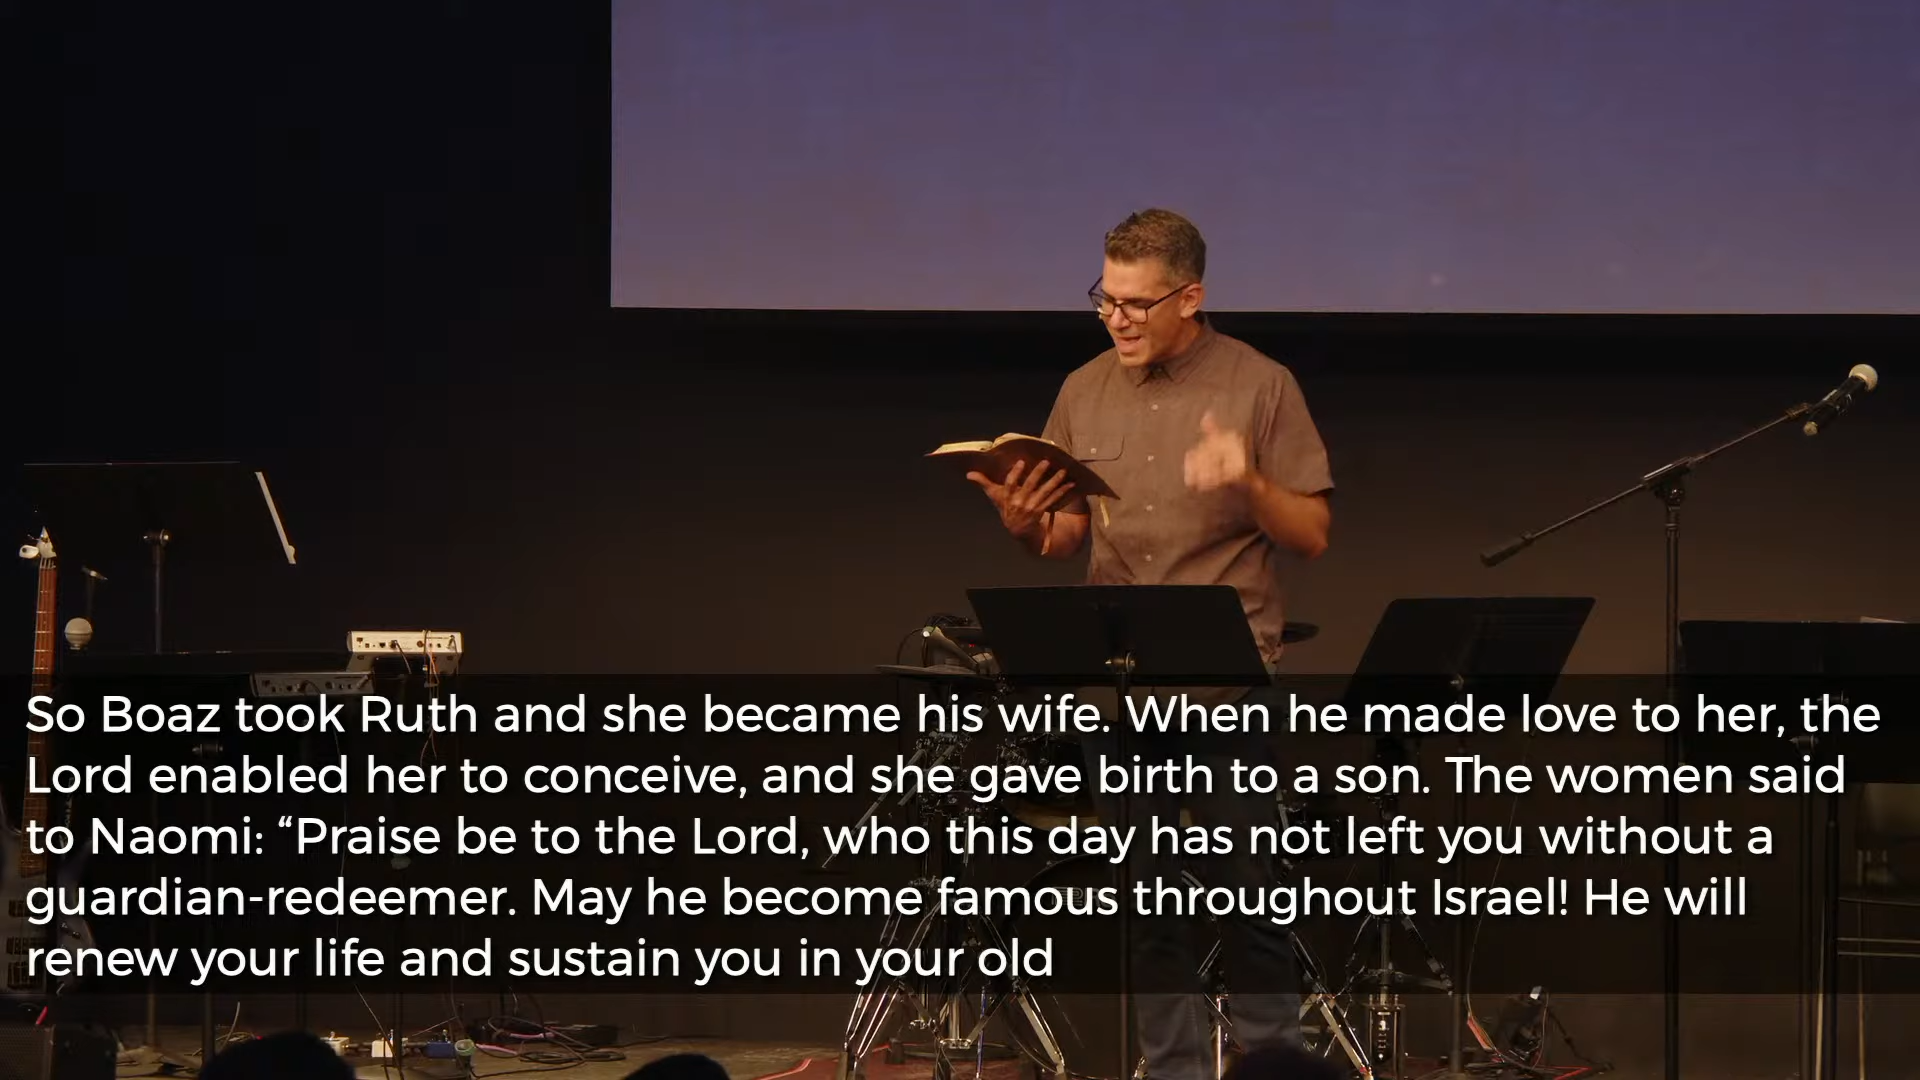 So Boaz took Ruth and she became his wife. When he made love to her, the
Lord enabled her to conceive, and she gave birth to a son. The women said
to Naomi: “Praise be to the Lord, who this day has not left you without a
guardian-redeemer. May he become famous throughout Israel! He will
renew your life and sustain you in your old